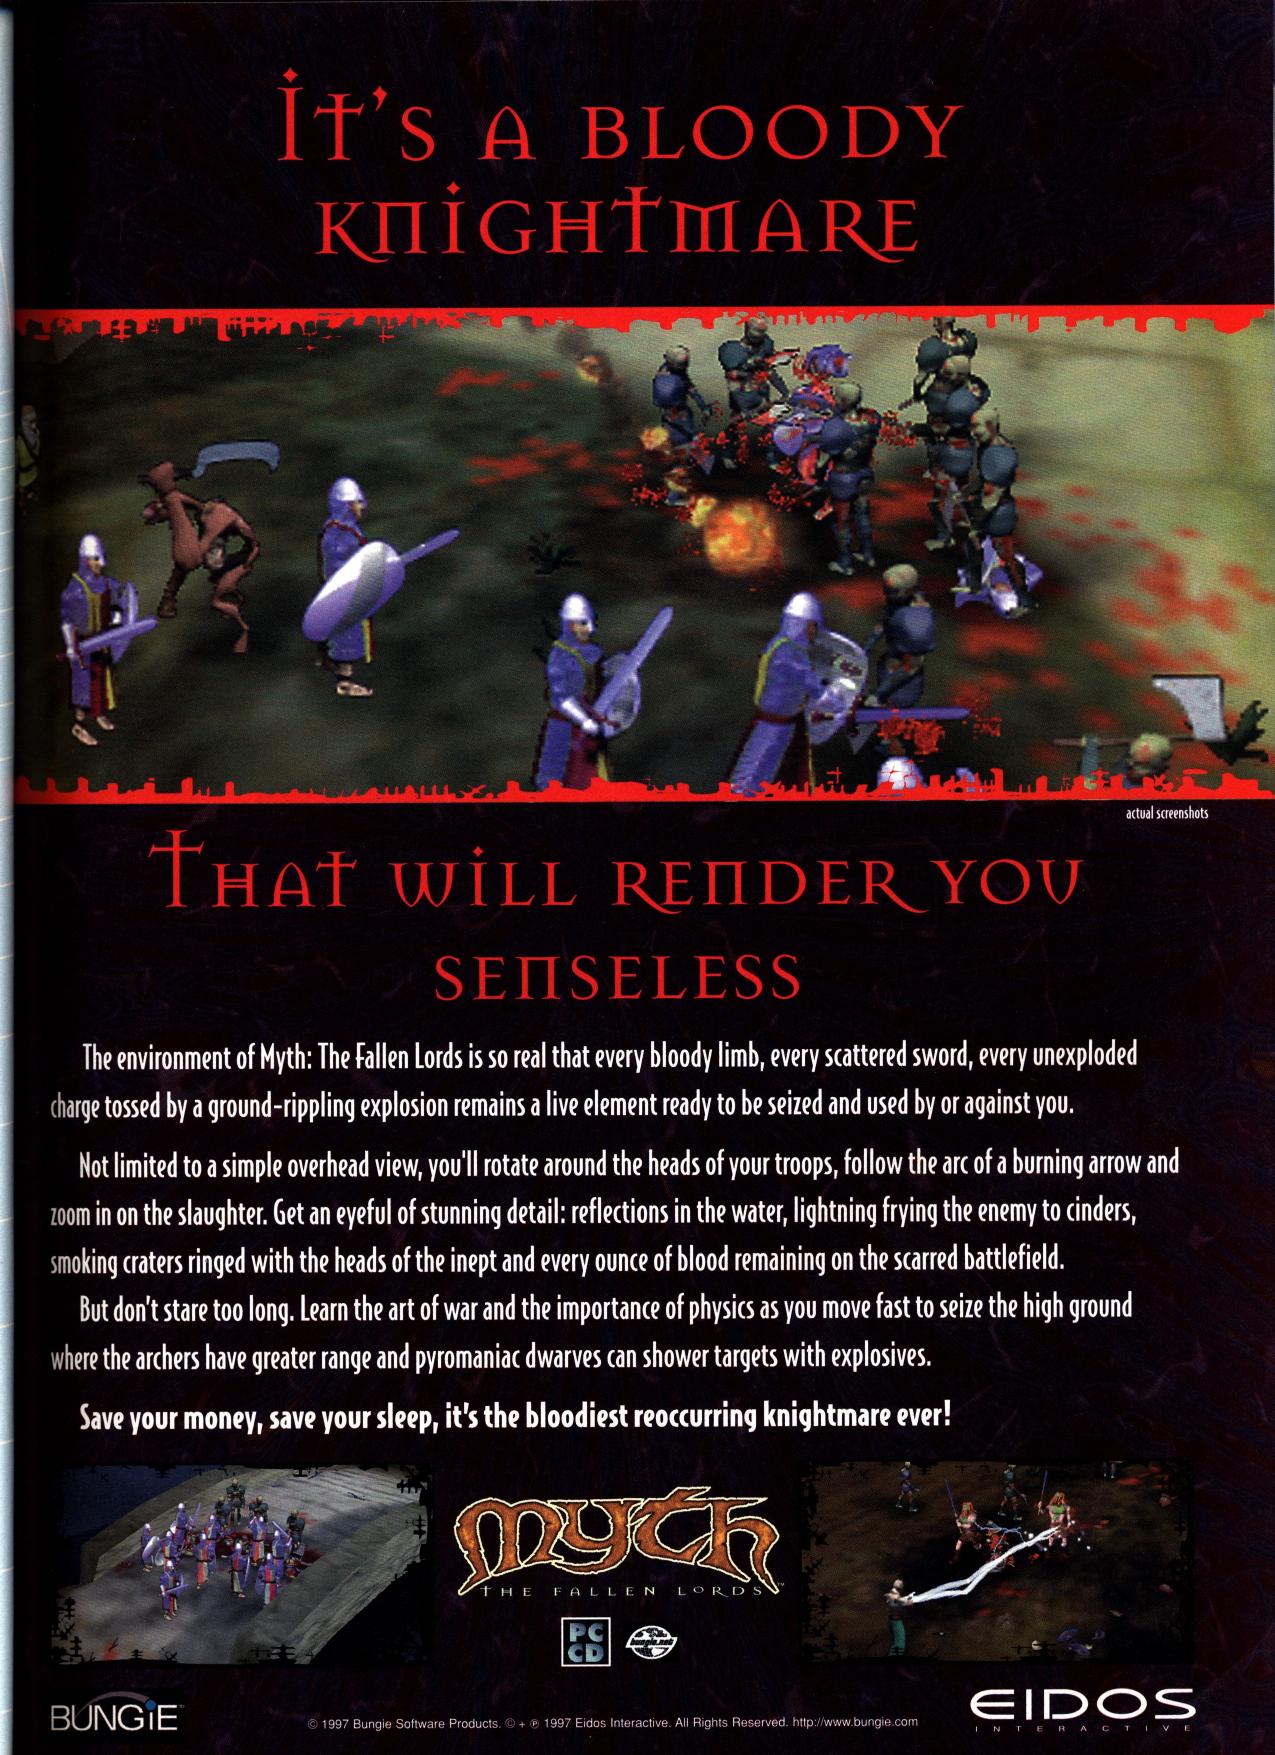 It's a bloody
knightmare
actual screenshots
That will render you
senseless
The environment of Myth: The Fallen Lords is so real that every bloody limb, every scattered sword, every unexploded
charge tossed by a ground-rippling explosion remains a live element ready to be seized and used by or against you.
Not limited to a simple overhead view, you'll rotate around the heads of your troops, follow the arc of a burning arrow and
zoom in on the slaughter. Get an eyeful of stunning detail: reflections in the water, lightning frying the enemy to cinders,
smoking craters ringed with the heads of the inept and every ounce of blood remaining on the scarred battlefield.
But don't stare too long. Learn the art of war and the importance of physics as you move fast to seize the high ground
where the archers have greater range and pyromaniac dwarves can shower targets with explosives.
Save your money, save your sleep, it's the bloodiest reoccurring knightmare ever!
Myth
THE FALLEN LORDS
PC
CD
bungie.net
BUNGiE™
© 1997 Bungie Software Products. © + ℗ 1997 Eidos Interactive. All Rights Reserved. http://www.bungie.com
EIDOS
INTERACTIVE